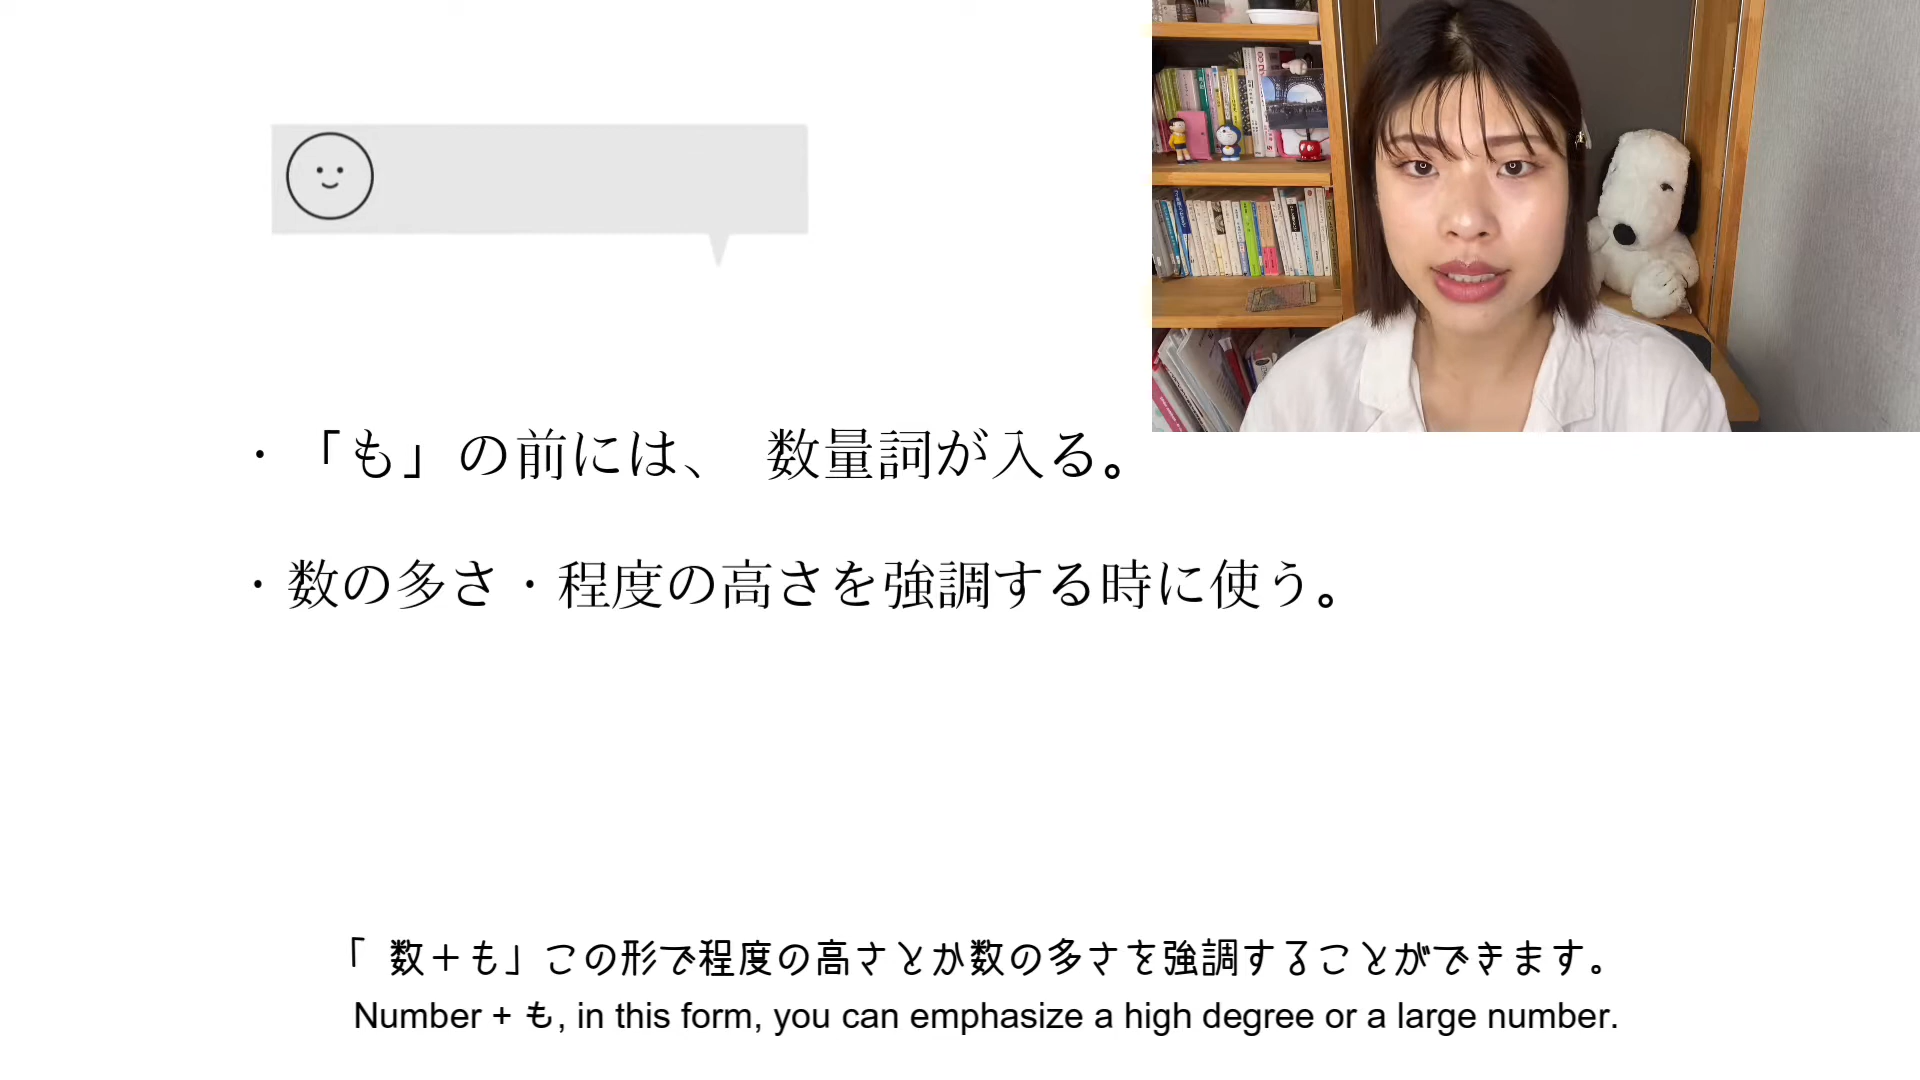 ・「も」の前には、 数量詞が入る。
・数の多さ・程度の高さを強調する時に使う。
「 数＋も」この形で程度の高さとか数の多さを強調することができます。
Number + も, in this form, you can emphasize a high degree or a large number.